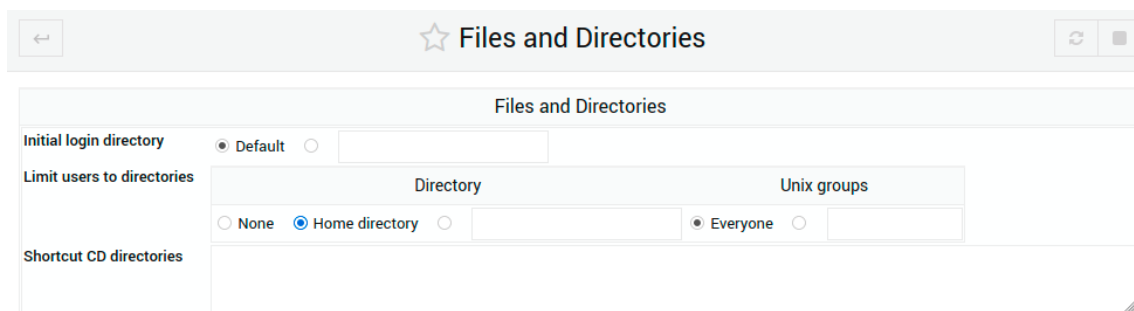 Files and Directories
Files and Directories
Initial login directory Default
Limit users to directories Directory Unix groups
None Home directory Everyone
Shortcut CD directories